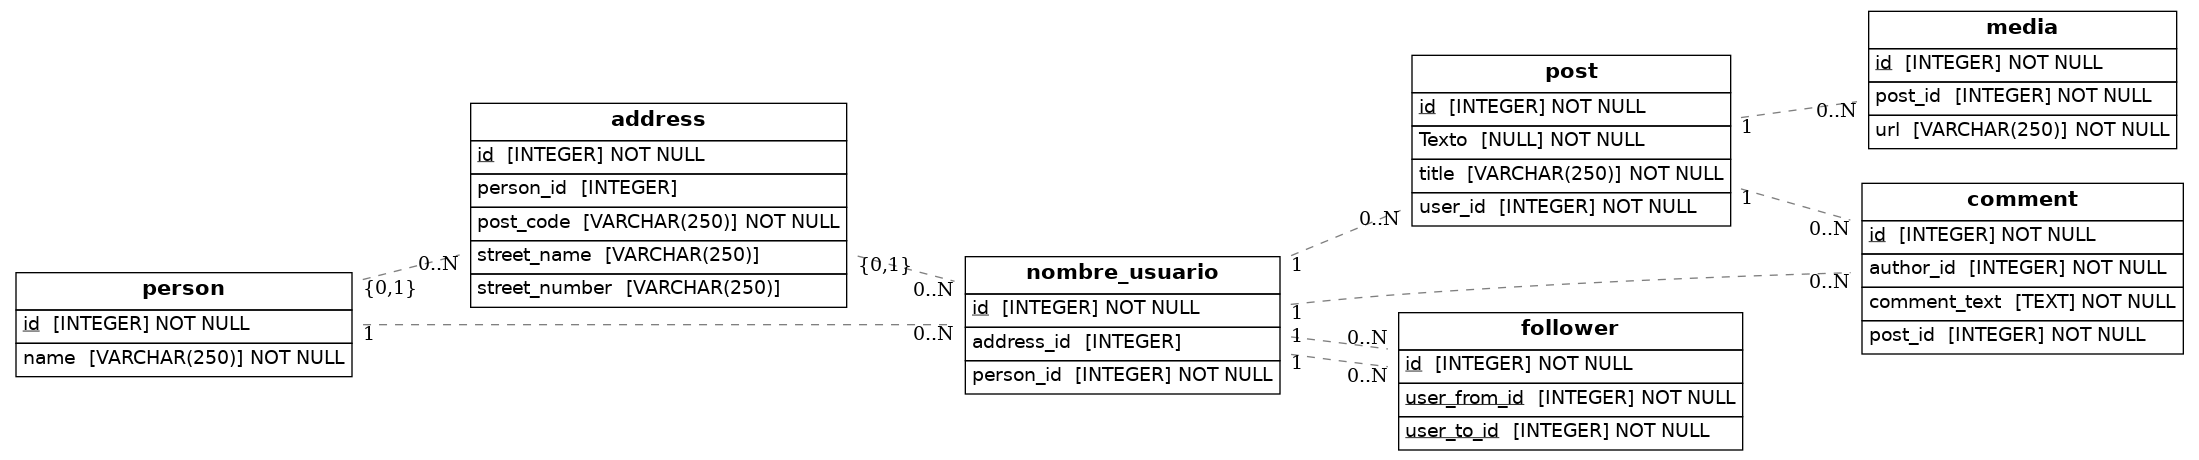 person
id [INTEGER] NOT NULL
name [VARCHAR(250)] NOT NULL
{0,1}
0..N
1
0..N
address
id [INTEGER] NOT NULL
person_id [INTEGER]
post_code [VARCHAR(250)] NOT NULL
street_name [VARCHAR(250)]
street_number [VARCHAR(250)]
{0,1}
0..N
nombre_usuario
id [INTEGER] NOT NULL
address_id [INTEGER]
person_id [INTEGER] NOT NULL
1
0..N
1
0..N
1
0..N
1
0..N
post
id [INTEGER] NOT NULL
Texto [NULL] NOT NULL
title [VARCHAR(250)] NOT NULL
user_id [INTEGER] NOT NULL
1
0..N
1
0..N
follower
id [INTEGER] NOT NULL
user_from_id [INTEGER] NOT NULL
user_to_id [INTEGER] NOT NULL
media
id [INTEGER] NOT NULL
post_id [INTEGER] NOT NULL
url [VARCHAR(250)] NOT NULL
comment
id [INTEGER] NOT NULL
author_id [INTEGER] NOT NULL
comment_text [TEXT] NOT NULL
post_id [INTEGER] NOT NULL